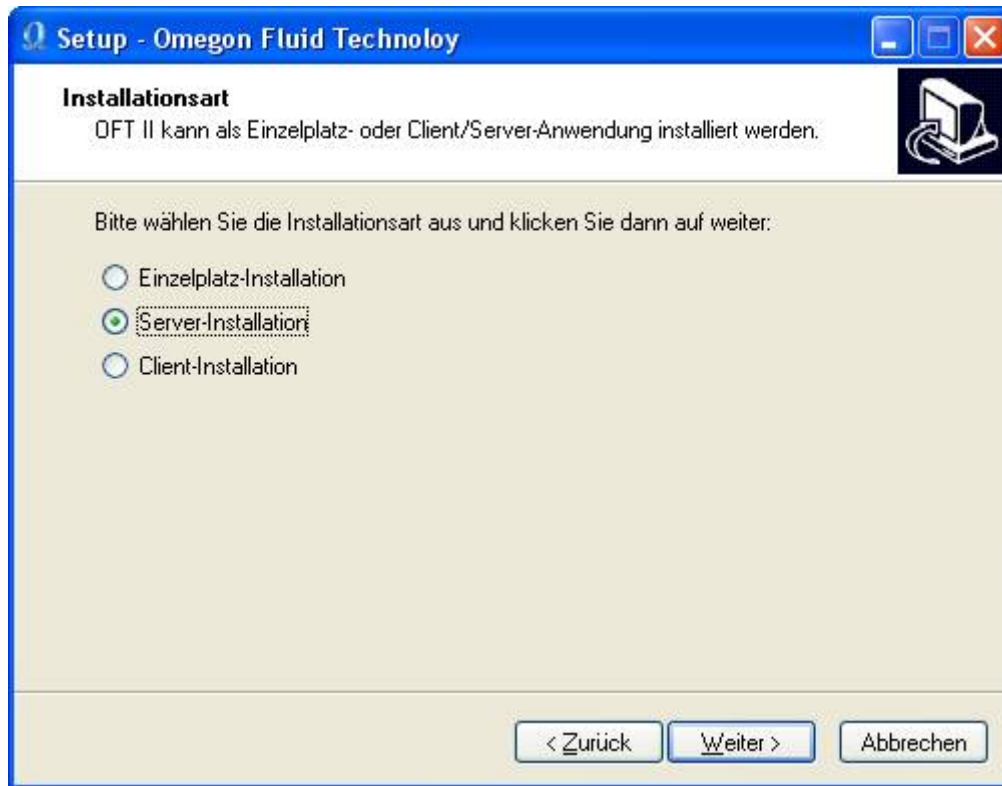 Setup - Omegon Fluid Technoloy
Installationsart
OFT II kann als Einzelplatz- oder Client/Server-Anwendung installiert werden.
Bitte wählen Sie die Installationsart aus und klicken Sie dann auf weiter:
Einzelplatz-Installation
Server-Installation
Client-Installation
< Zurück Weiter > Abbrechen